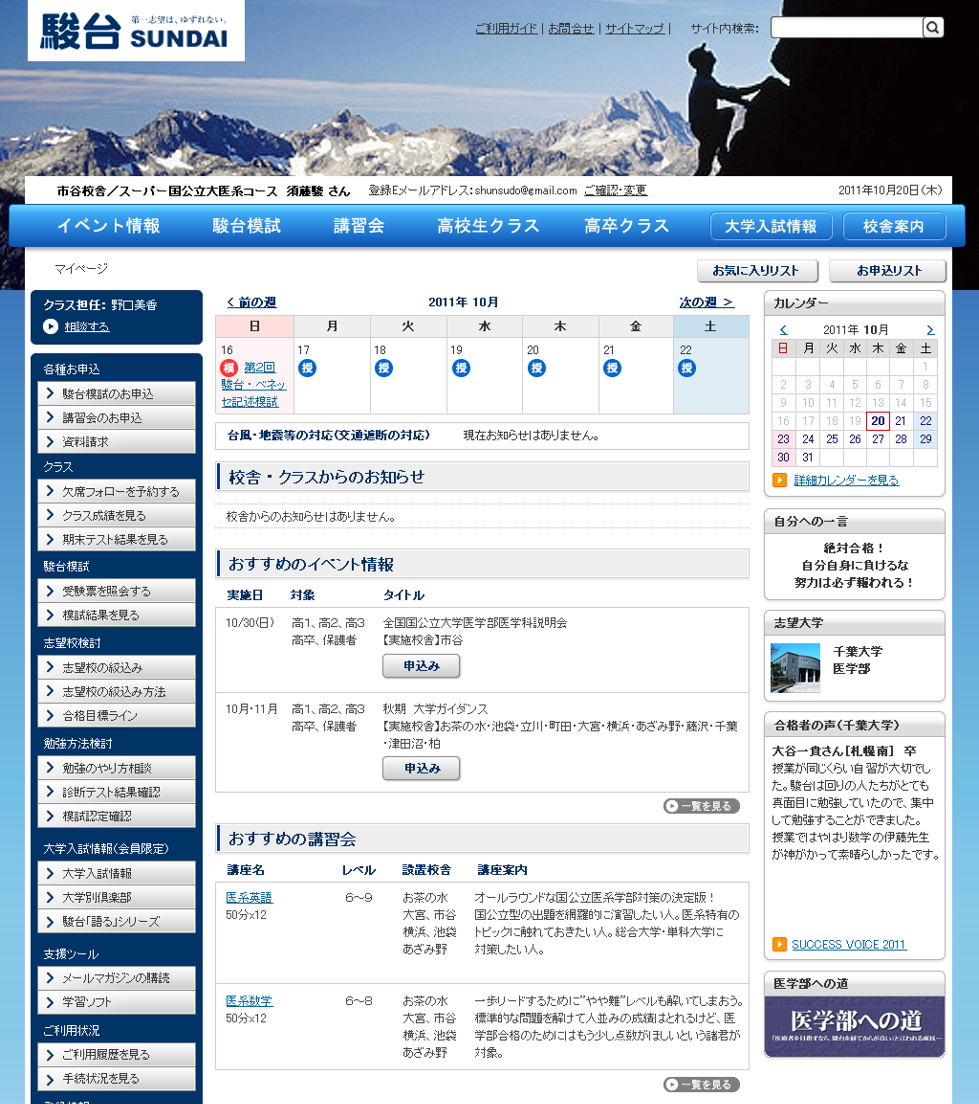 駿台 第一志望は、ゆずれない。
SUNDAI
ご利用ガイド | お問合せ | サイトマップ | サイト内検索:
市谷校舎／スーパー国公立大医系コース 須藤駿 さん 登録Eメールアドレス:shunsudo@gmail.com ご確認・変更 2011年10月20日(木)
イベント情報 駿台模試 講習会 高校生クラス 高卒クラス 大学入試情報 校舎案内
マイページ
お気に入りリスト お申込リスト
クラス担任: 野口美香
相談する
各種お申込
駿台模試のお申込
講習会のお申込
資料請求
クラス
欠席フォローを予約する
クラス成績を見る
期末テスト結果を見る
駿台模試
受験票を照会する
模試結果を見る
志望校検討
志望校の絞込み
志望校の絞込み方法
合格目標ライン
勉強方法検討
勉強のやり方相談
診断テスト結果確認
模試認定確認
大学入試情報(会員限定)
大学入試情報
大学別倶楽部
駿台「語る」シリーズ
支援ツール
メールマガジンの購読
学習ソフト
ご利用状況
ご利用履歴を見る
手続状況を見る
< 前の週 2011年 10月 次の週 >
日 月 火 水 木 金 土
16 17 18 19 20 21 22
模 第2回 授 授 授 授 授 授
駿台・ベネッ
セ記述模試
台風・地震等の対応(交通遮断の対応) 現在お知らせはありません。
校舎・クラスからのお知らせ
校舎からのお知らせはありません。
おすすめのイベント情報
実施日 対象 タイトル
10/30(日) 高1、高2、高3 全国国公立大学医学部医学科説明会
高卒、保護者 【実施校舎】市谷
申込み
10月・11月 高1、高2、高3 秋期 大学ガイダンス
高卒、保護者 【実施校舎】お茶の水・池袋・立川・町田・大宮・横浜・あざみ野・藤沢・千葉
・津田沼・柏
申込み
一覧を見る
おすすめの講習会
講座名 レベル 設置校舎 講座案内
医系英語 6～9 お茶の水 オールラウンドな国公立医系学部対策の決定版！
50分x12 大宮、市谷 国公立型の出題を網羅的に演習したい人。医系特有の
横浜、池袋 トピックに触れておきたい人。総合大学・単科大学に
あざみ野 対策したい人。
医系数学 6～8 お茶の水 一歩リードするために”やや難”レベルも解いてしまおう。
50分x12 大宮、市谷 標準的な問題を解けて人並みの成績はとれるけど、医
横浜、池袋 学部合格のためにはもう少し点数がほしいという諸君が
あざみ野 対象。
一覧を見る
カレンダー
< 2011年 10月 >
日 月 火 水 木 金 土
1
2 3 4 5 6 7 8
9 10 11 12 13 14 15
16 17 18 19 20 21 22
23 24 25 26 27 28 29
30 31
詳細カレンダーを見る
自分への一言
絶対合格！
自分自身に負けるな
努力は必ず報われる！
志望大学
千葉大学
医学部
合格者の声(千葉大学)
大谷一貴さん[札幌南] 卒
授業が同じくらい自習が大切でし
た。駿台は回りの人たちがとても
真面目に勉強していたので、集中
して勉強することができました。
授業ではやはり数学の伊藤先生
が神がかって素晴らしかったです。
SUCCESS VOICE 2011
医学部への道
医学部への道